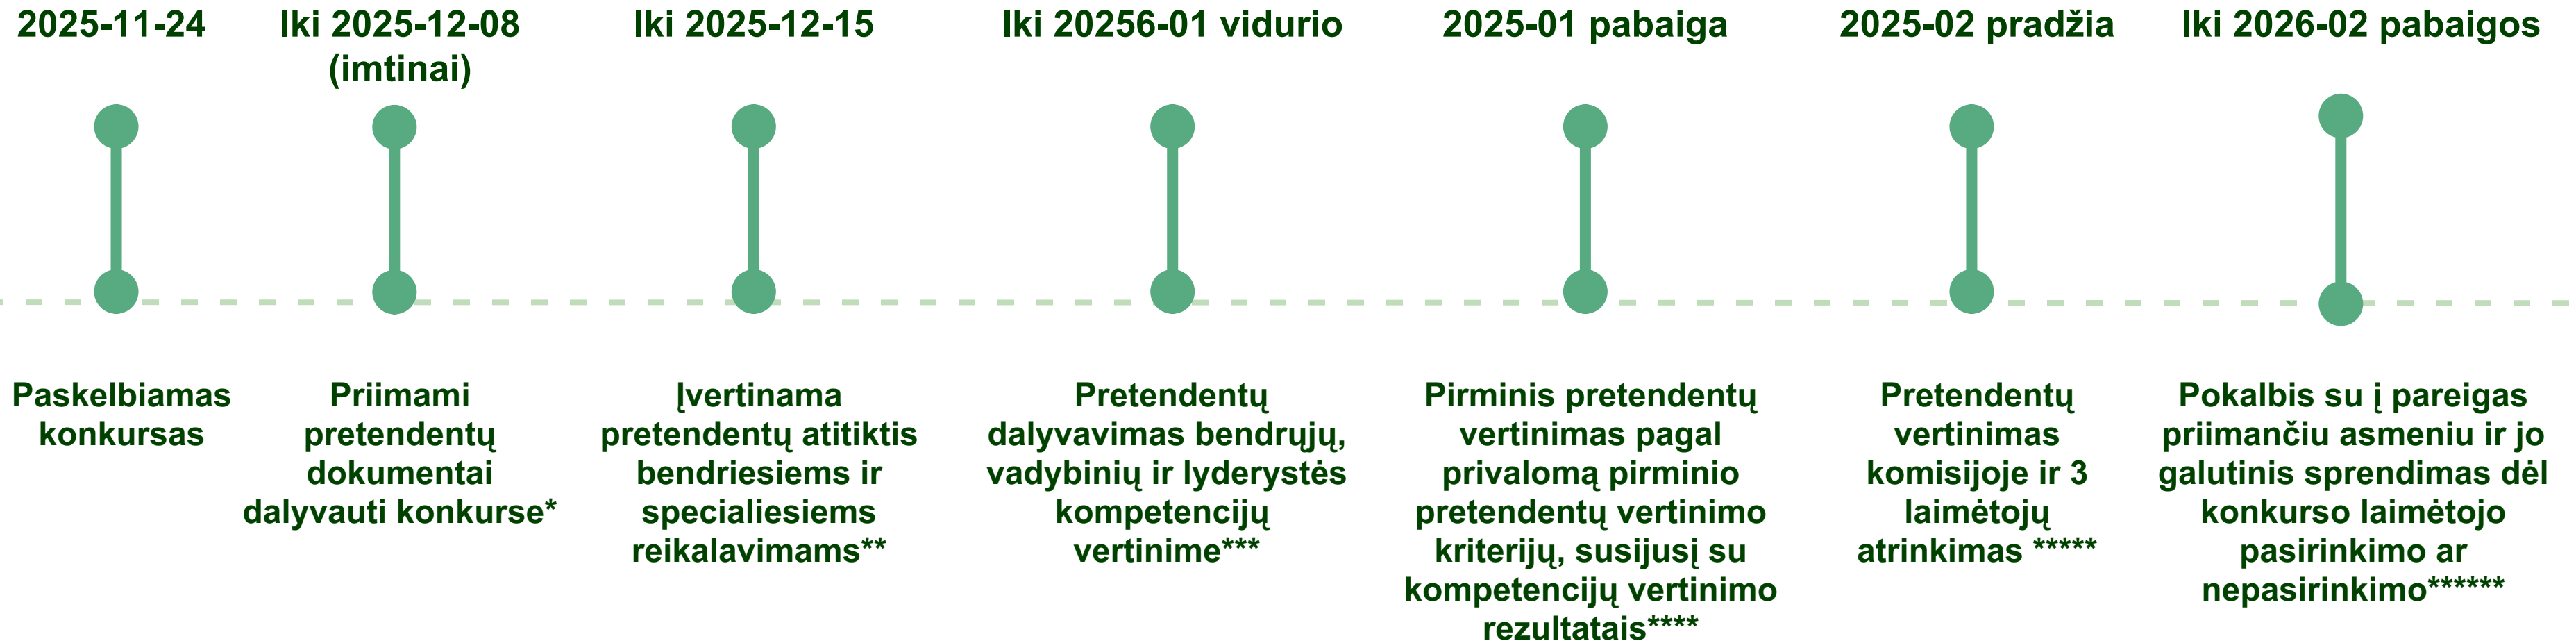 2025-11-24
Iki 2025-12-08
(imtinai)
Iki 2025-12-15
Iki 20256-01 vidurio
2025-01 pabaiga
2025-02 pradžia
Iki 2026-02 pabaigos
Paskelbiamas
konkursas
Priimami
pretendentų
dokumentai
dalyvauti konkurse*
Įvertinama
pretendentų atitiktis
bendriesiems ir
specialiesiems
reikalavimams**
Pretendentų
dalyvavimas bendrųjų,
vadybinių ir lyderystės
kompetencijų
vertinime***
Pirminis pretendentų
vertinimas pagal
privalomą pirminio
pretendentų vertinimo
kriterijų, susijusį su
kompetencijų vertinimo
rezultatais****
Pretendentų
vertinimas
komisijoje ir 3
laimėtojų
atrinkimas *****
Pokalbis su į pareigas
priimančiu asmeniu ir jo
galutinis sprendimas dėl
konkurso laimėtojo
pasirinkimo ar
nepasirinkimo******